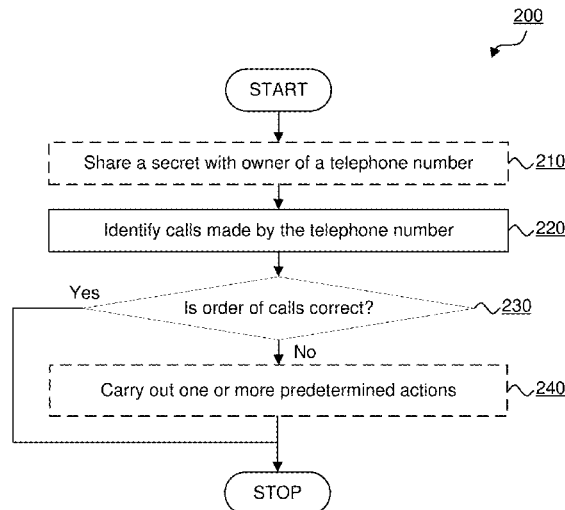 200
START
Share a secret with owner of a telephone number
210
Identify calls made by the telephone number
220
Yes
Is order of calls correct?
230
No
Carry out one or more predetermined actions
240
STOP